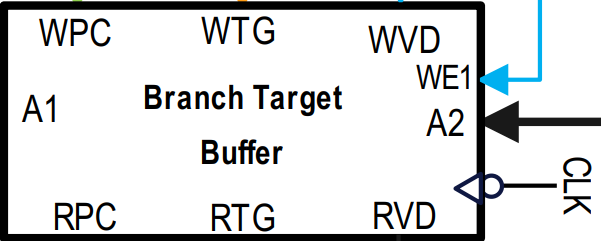 WPC WTG WVD
WE1
A1 Branch Target A2
Buffer
CLK
RPC RTG RVD